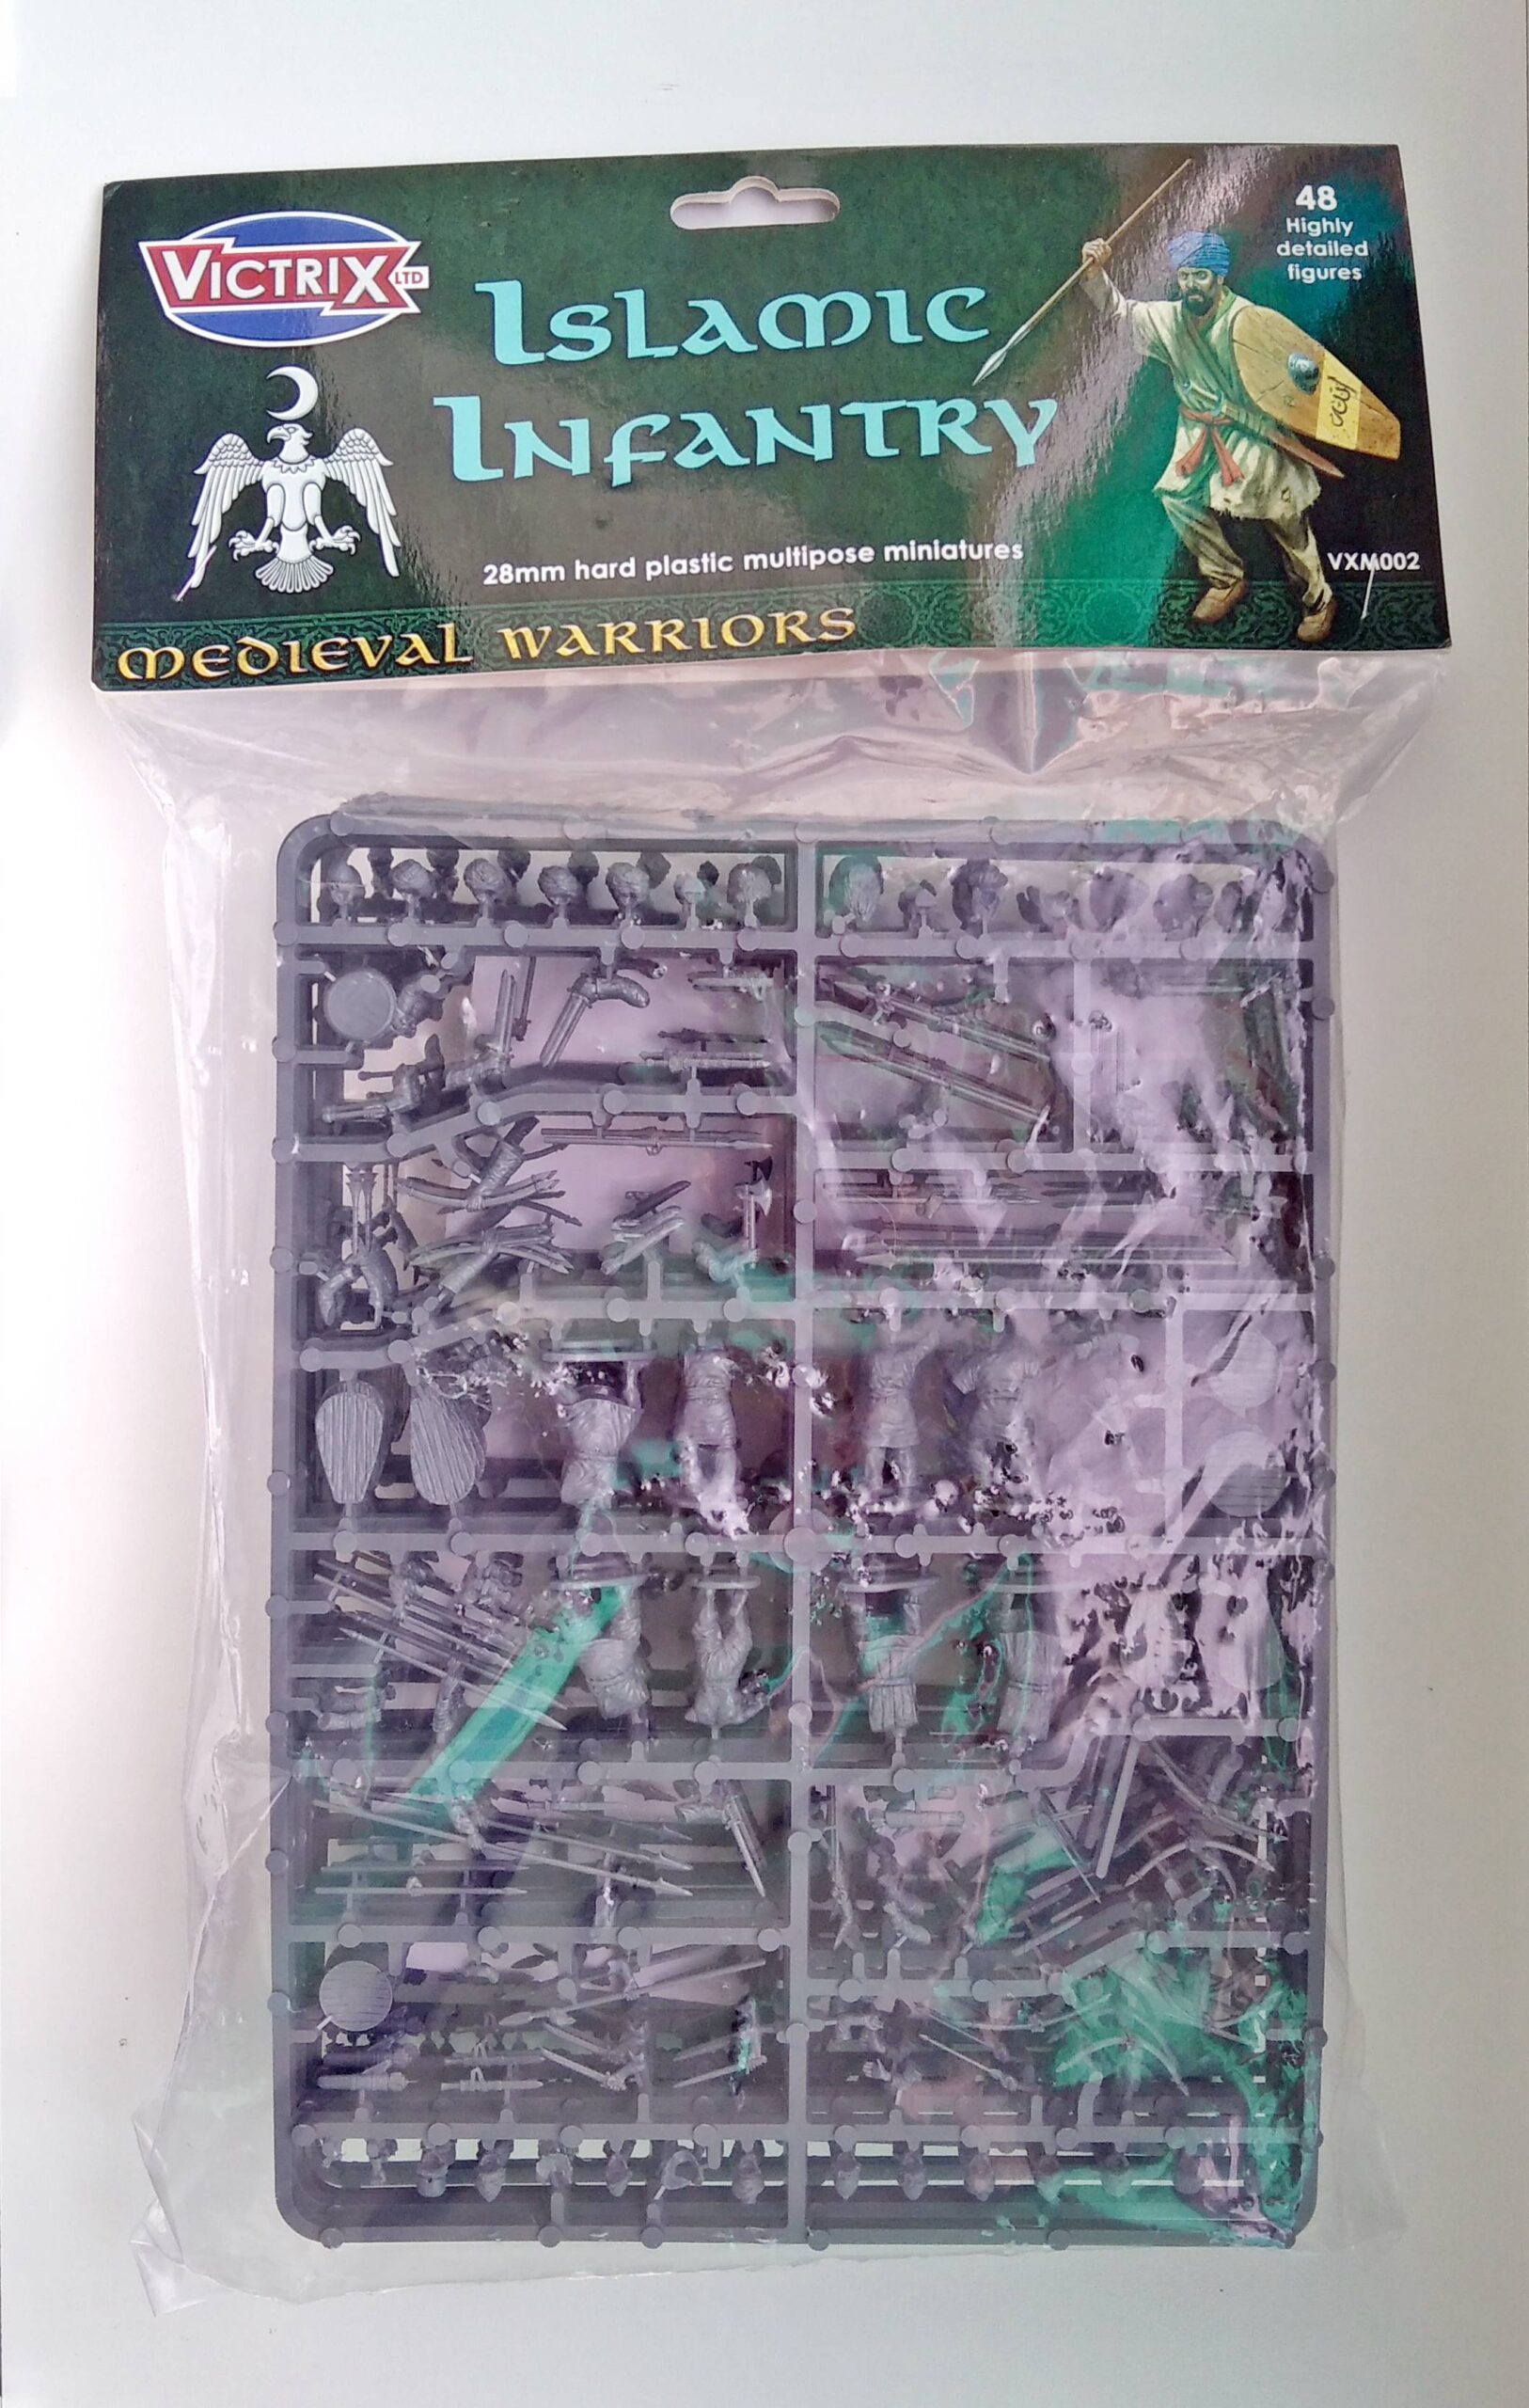 VICTRIX LTD
Islamic
Infantry
28mm hard plastic multipose miniatures
Medieval Warriors
48
Highly
detailed
figures
VXM002